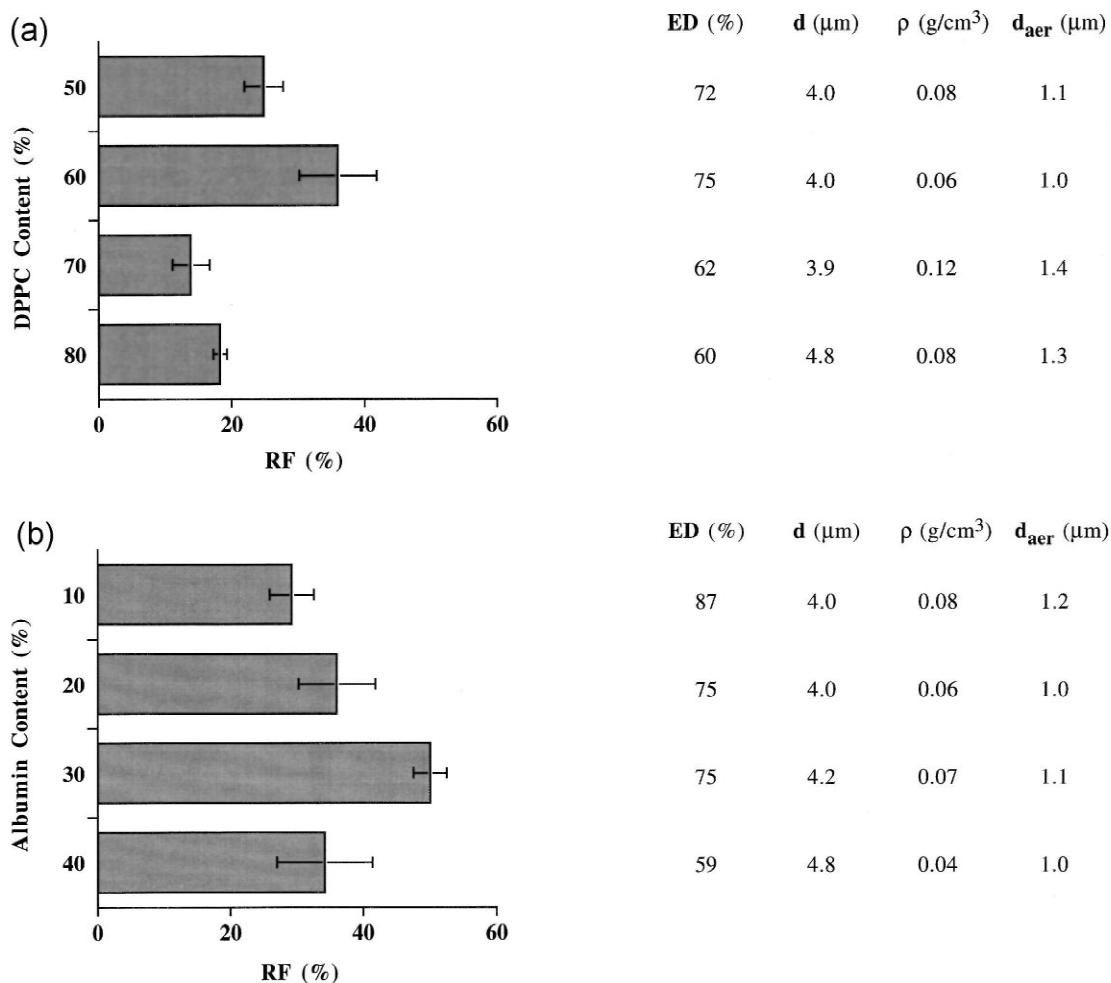 (a)
ED (%) d (μm) ρ (g/cm³) d_aer (μm)
50 72 4.0 0.08 1.1
60 75 4.0 0.06 1.0
70 62 3.9 0.12 1.4
80 60 4.8 0.08 1.3
DPPC Content (%)
0 20 40 60
RF (%)
(b)
ED (%) d (μm) ρ (g/cm³) d_aer (μm)
10 87 4.0 0.08 1.2
20 75 4.0 0.06 1.0
30 75 4.2 0.07 1.1
40 59 4.8 0.04 1.0
Albumin Content (%)
0 20 40 60
RF (%)